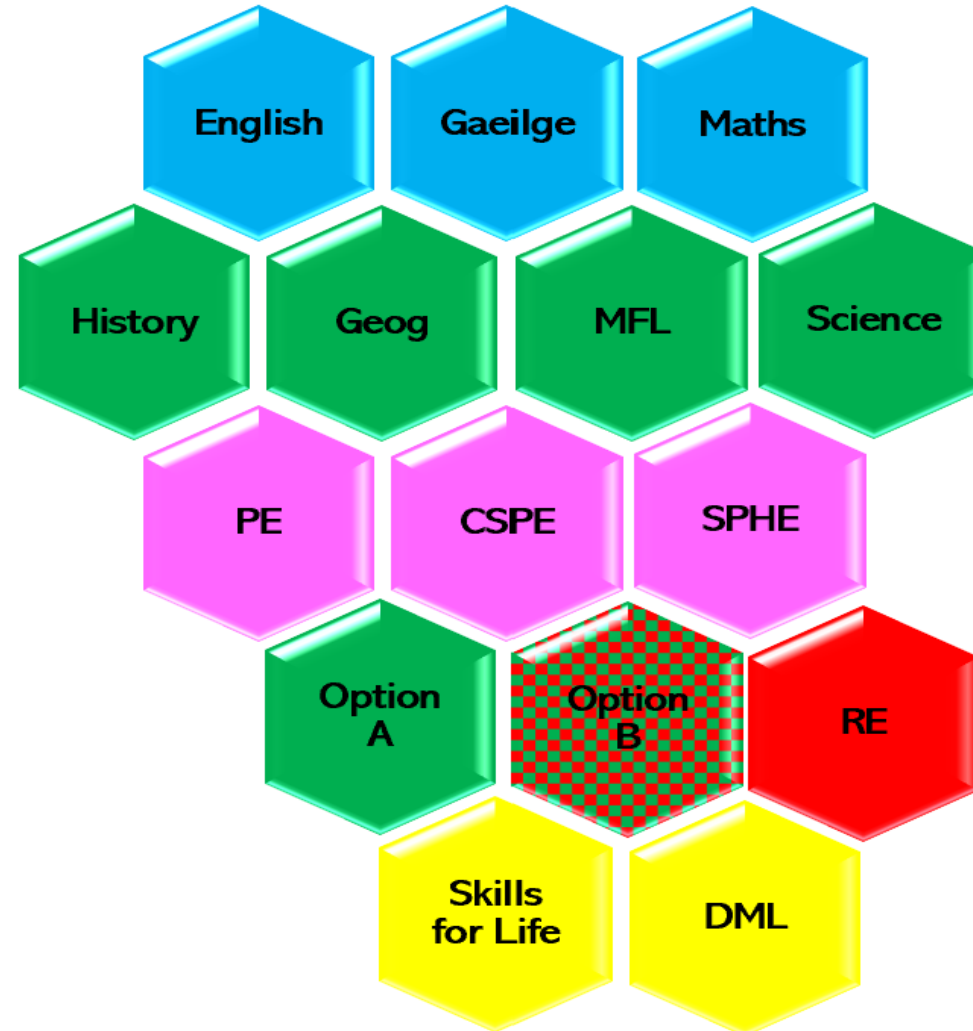 English
Gaeilge
Maths
History
Geog
MFL
Science
PE
CSPE
SPHE
Option
A
Option
B
RE
Skills
for Life
DML